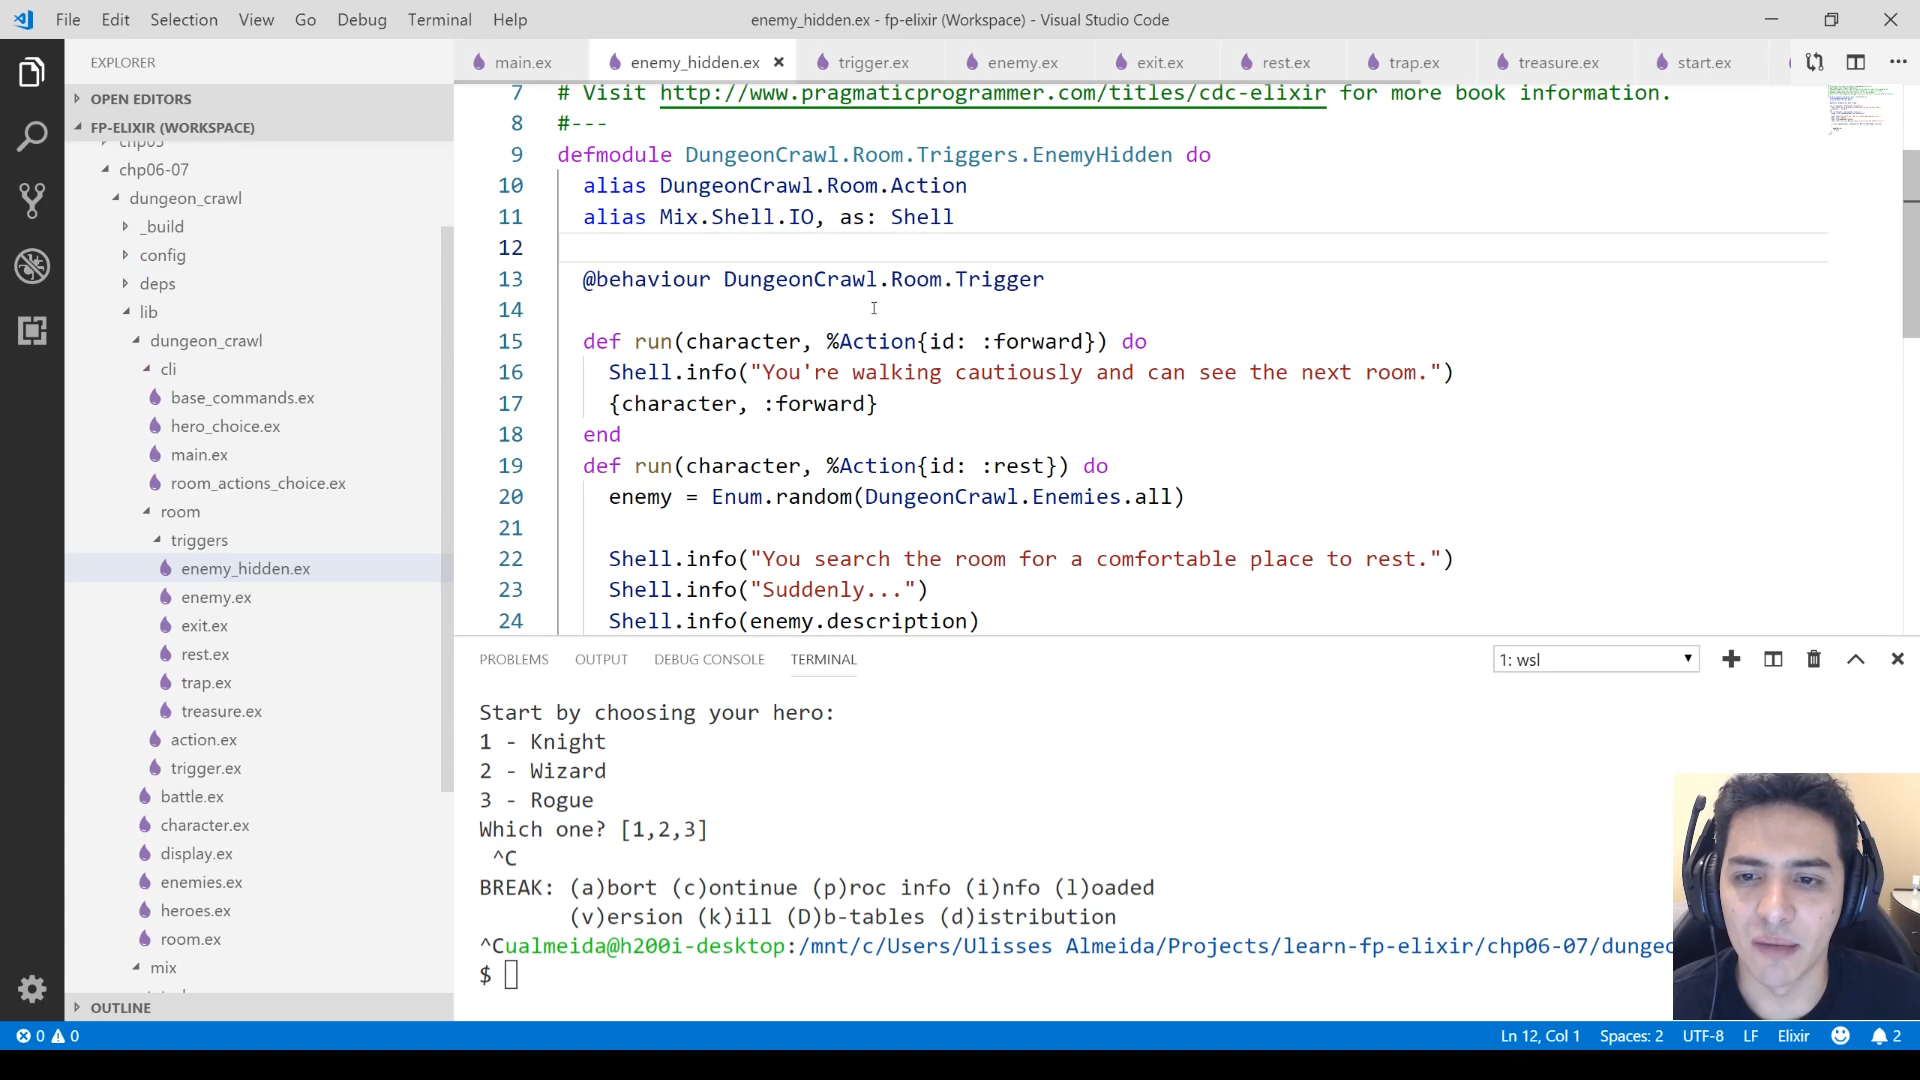 File Edit Selection View Go Debug Terminal Help
enemy_hidden.ex - fp-elixir (Workspace) - Visual Studio Code
EXPLORER
OPEN EDITORS
FP-ELIXIR (WORKSPACE)
chp05
chp06-07
dungeon_crawl
_build
config
deps
lib
dungeon_crawl
cli
base_commands.ex
hero_choice.ex
main.ex
room_actions_choice.ex
room
triggers
enemy_hidden.ex
enemy.ex
exit.ex
rest.ex
trap.ex
treasure.ex
action.ex
trigger.ex
battle.ex
character.ex
display.ex
enemies.ex
heroes.ex
room.ex
mix
OUTLINE
main.ex enemy_hidden.ex trigger.ex enemy.ex exit.ex rest.ex trap.ex treasure.ex start.ex
7 # Visit http://www.pragmaticprogrammer.com/titles/cdc-elixir for more book information.
8 #---
9 defmodule DungeonCrawl.Room.Triggers.EnemyHidden do
10 alias DungeonCrawl.Room.Action
11 alias Mix.Shell.IO, as: Shell
12
13 @behaviour DungeonCrawl.Room.Trigger
14
15 def run(character, %Action{id: :forward}) do
16 Shell.info("You're walking cautiously and can see the next room.")
17 {character, :forward}
18 end
19 def run(character, %Action{id: :rest}) do
20 enemy = Enum.random(DungeonCrawl.Enemies.all)
21
22 Shell.info("You search the room for a comfortable place to rest.")
23 Shell.info("Suddenly...")
24 Shell.info(enemy.description)
PROBLEMS OUTPUT DEBUG CONSOLE TERMINAL
1: wsl
Start by choosing your hero:
1 - Knight
2 - Wizard
3 - Rogue
Which one? [1,2,3]
^C
BREAK: (a)bort (c)ontinue (p)roc info (i)nfo (l)oaded
(v)ersion (k)ill (D)b-tables (d)istribution
^Cualmeida@h200i-desktop:/mnt/c/Users/Ulisses Almeida/Projects/learn-fp-elixir/chp06-07/dungeo
$
0 0
Ln 12, Col 1 Spaces: 2 UTF-8 LF Elixir 2